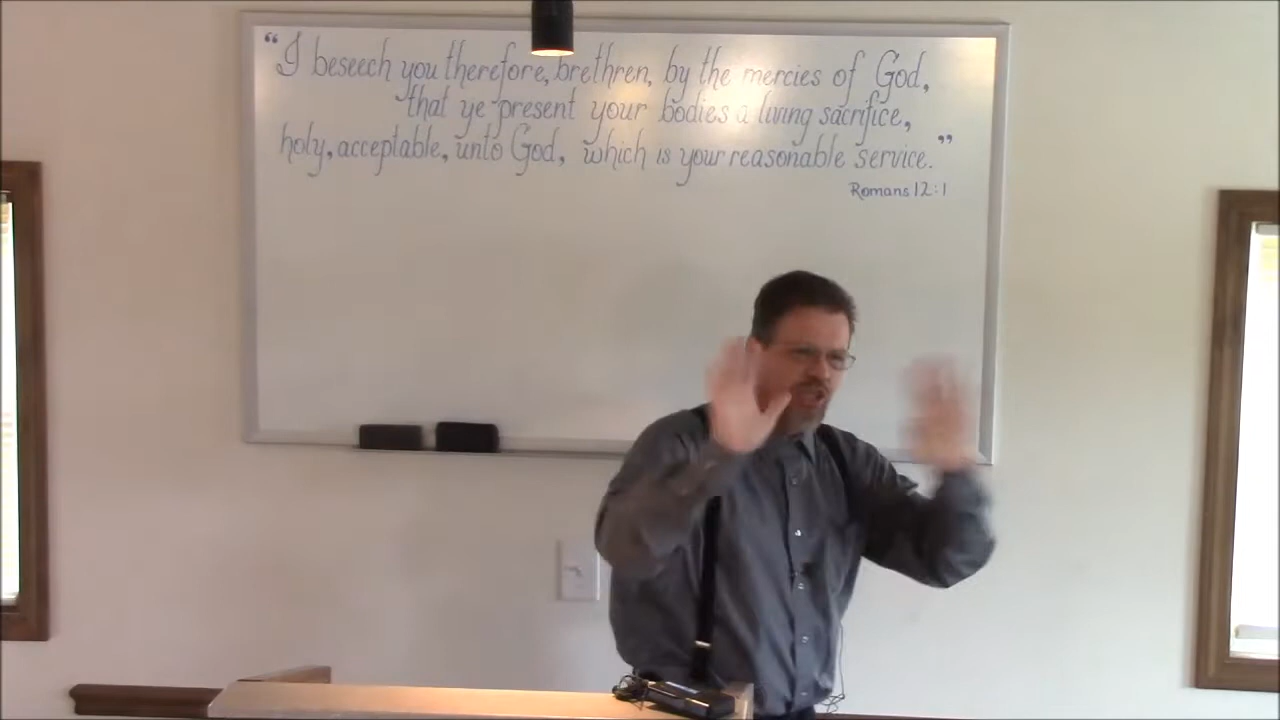 “I beseech you therefore, brethren, by the mercies of God,
that ye present your bodies a living sacrifice,
holy, acceptable, unto God, which is your reasonable service.”
Romans 12:1